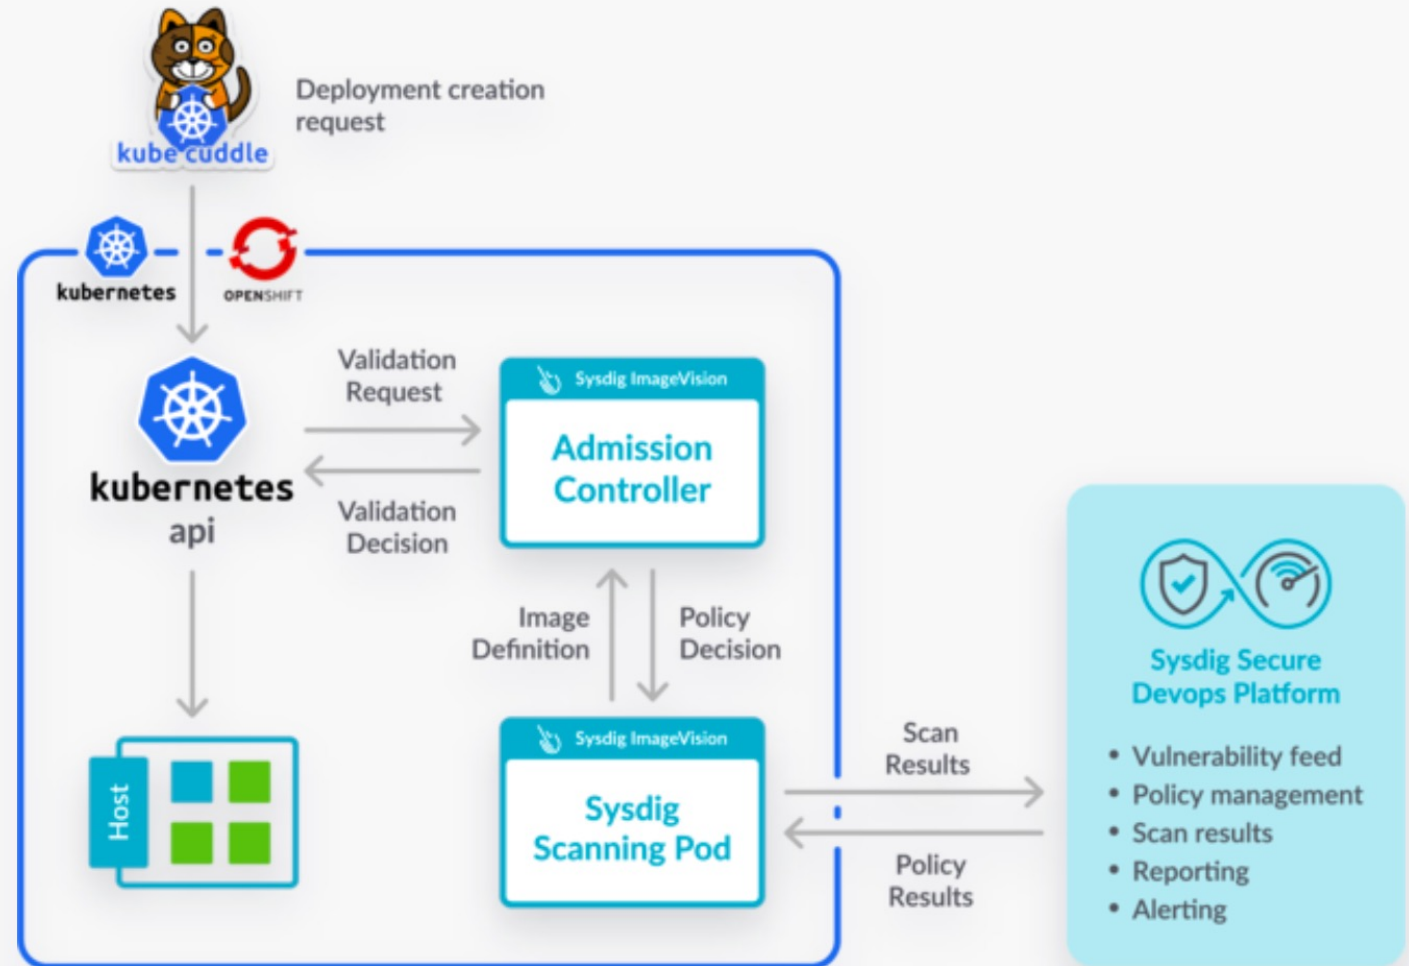 Deployment creation
request
kube cuddle
kubernetes
OPENSHIFT
Validation
Request
Sysdig ImageVision
Admission
Controller
kubernetes
api
Validation
Decision
Image
Definition
Policy
Decision
Sysdig ImageVision
Sysdig
Scanning Pod
Host
Scan
Results
Policy
Results
Sysdig Secure
Devops Platform
• Vulnerability feed
• Policy management
• Scan results
• Reporting
• Alerting